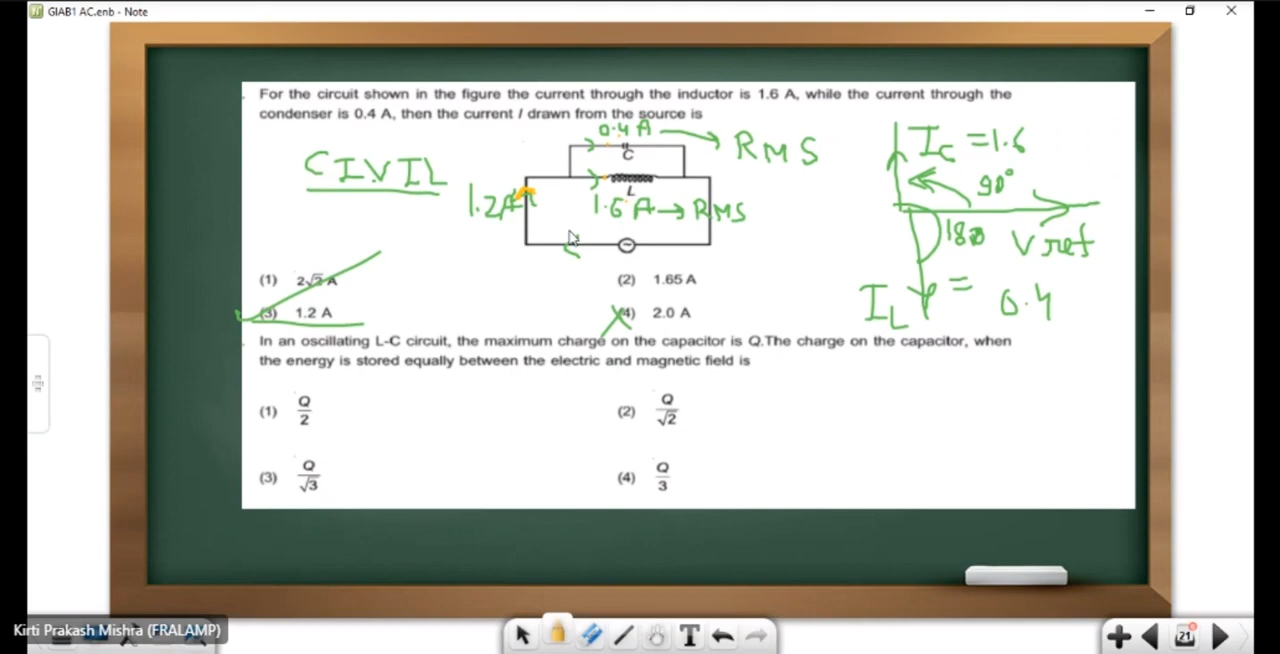 GIAB1 AC.enb - Note
. For the circuit shown in the figure the current through the inductor is 1.6 A, while the current through the
condenser is 0.4 A, then the current I drawn from the source is
CIVIL
0.4 A → RMS
C
L
1.2A
1.6 A → RMS
IC = 1.6
90°
180
Vref
IL = 0.4
(1) 2√2 A
(2) 1.65 A
(3) 1.2 A
(4) 2.0 A
. In an oscillating L-C circuit, the maximum charge on the capacitor is Q.The charge on the capacitor, when
the energy is stored equally between the electric and magnetic field is
(1) Q/2
(2) Q/√2
(3) Q/√3
(4) Q/3
Kirti Prakash Mishra (FRALAMP)
T
21